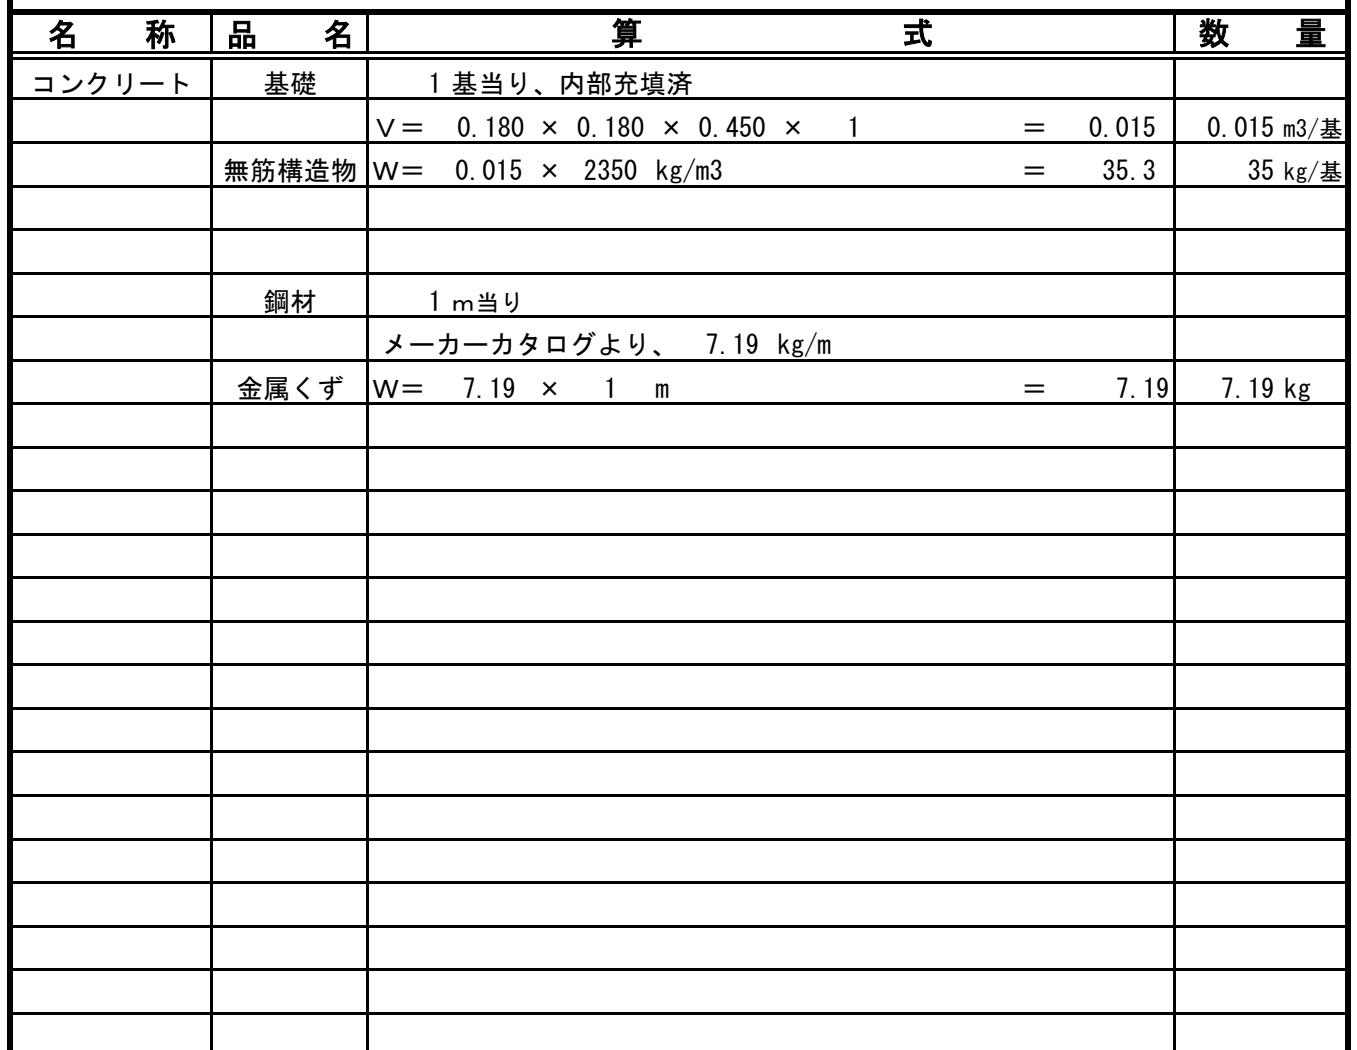 名 称 品 名 算 式 数 量
コンクリート 基礎 1 基当り、内部充填済
V＝ 0.180 × 0.180 × 0.450 × 1 ＝ 0.015 0.015 m3/基
無筋構造物 W＝ 0.015 × 2350 kg/m3 ＝ 35.3 35 kg/基
鋼材 1 ｍ当り
メーカーカタログより、 7.19 kg/m
金属くず W＝ 7.19 × 1 m ＝ 7.19 7.19 kg